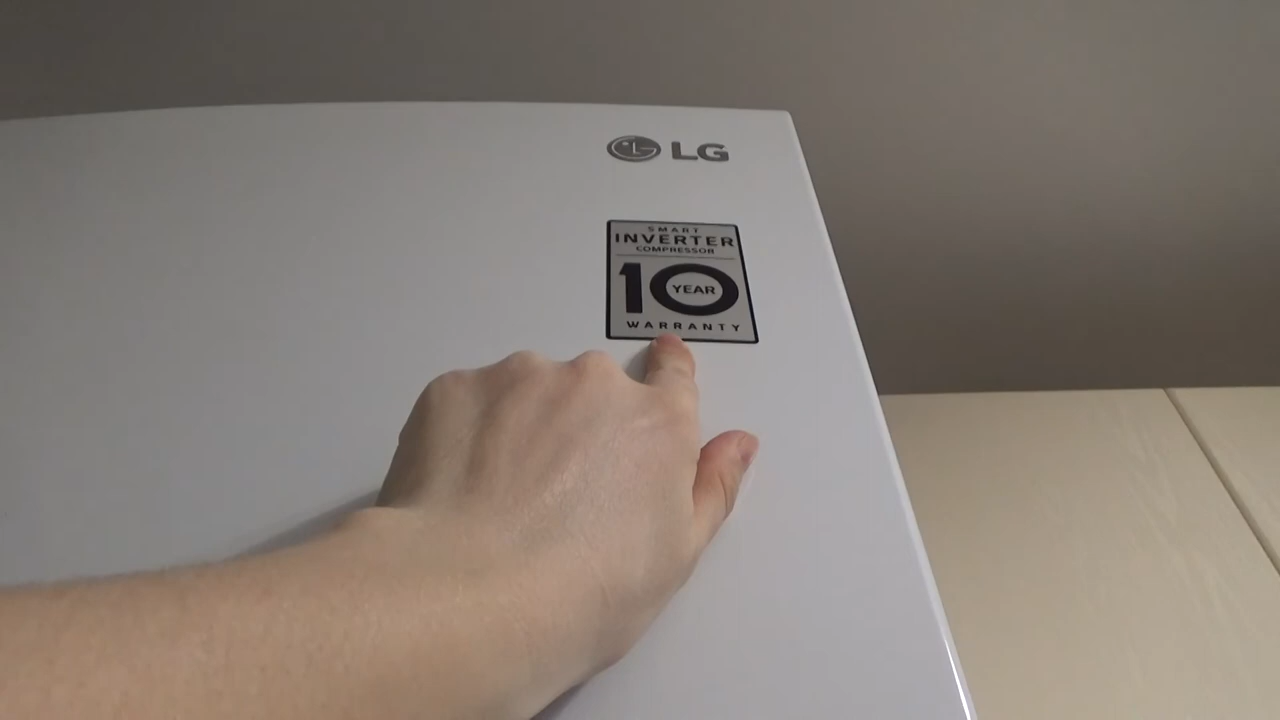 LG
SMART
INVERTER
COMPRESSOR
10
YEAR
WARRANTY